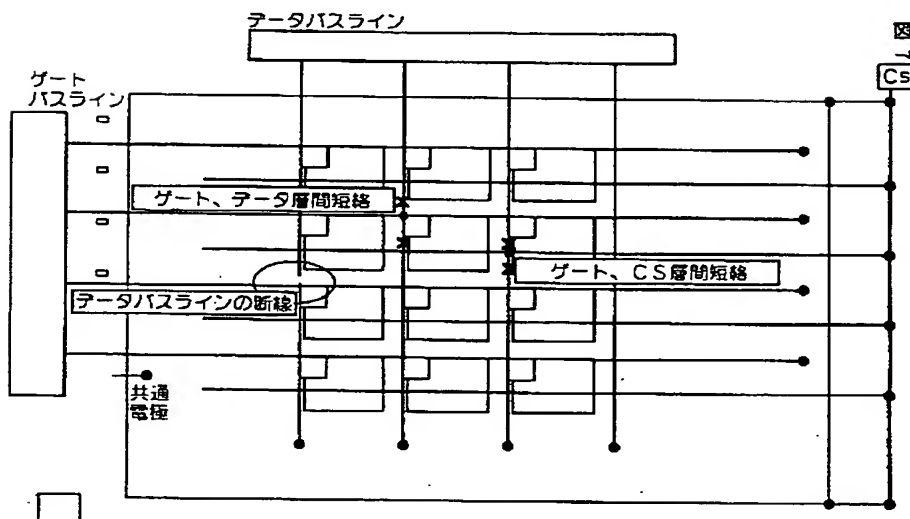 データバスライン
図
7
Cs
ゲート
バスライン
ゲート、データ層間短絡
ゲート、CS層間短絡
データバスラインの断線
共通
電極